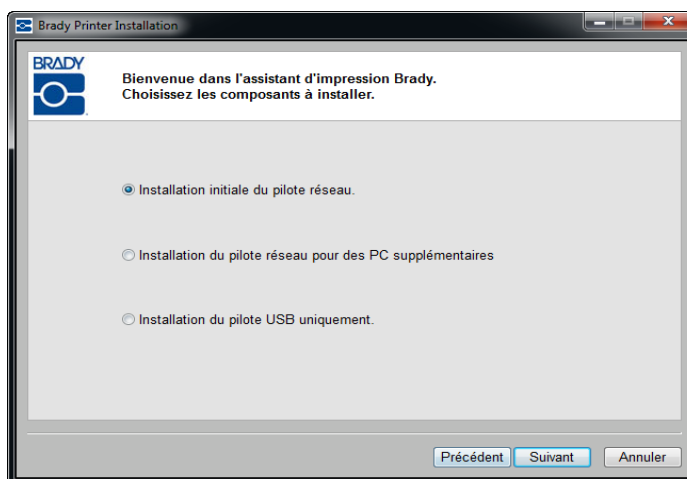 Brady Printer Installation
BRADY
Bienvenue dans l'assistant d'impression Brady.
Choisissez les composants à installer.
Installation initiale du pilote réseau.
Installation du pilote réseau pour des PC supplémentaires
Installation du pilote USB uniquement.
Précédent
Suivant
Annuler